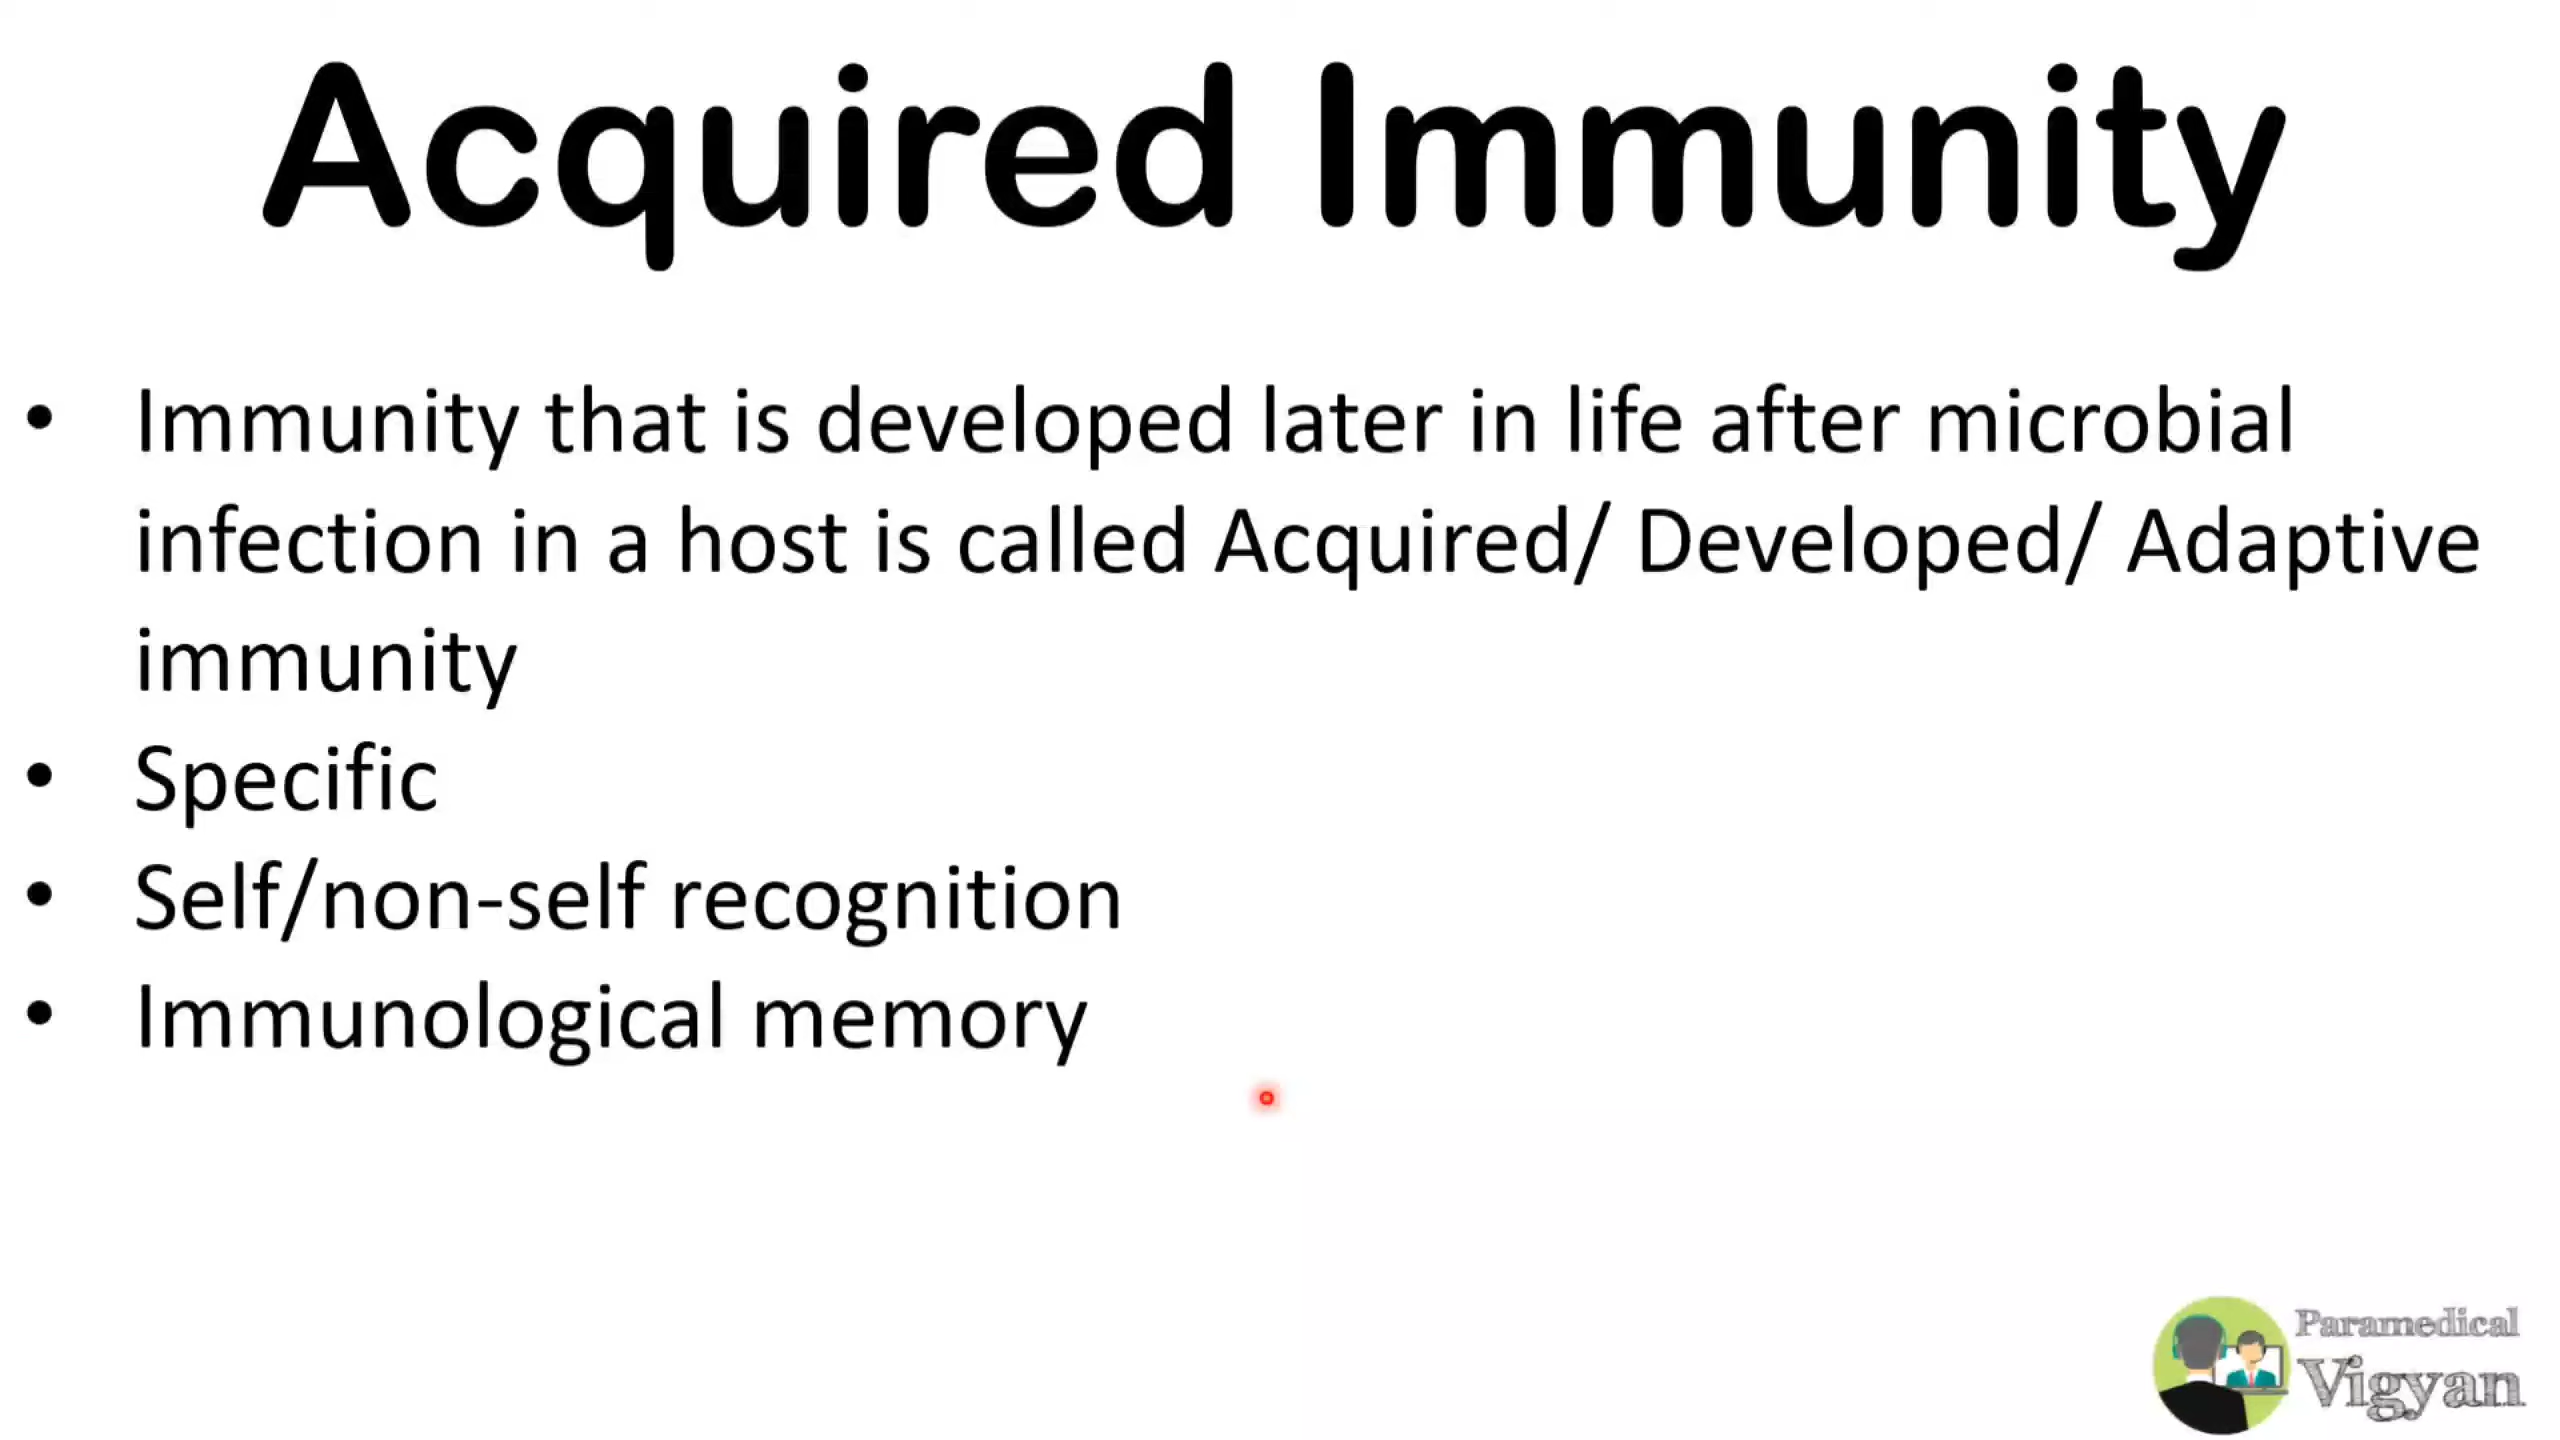 Acquired Immunity
• Immunity that is developed later in life after microbial
infection in a host is called Acquired/ Developed/ Adaptive
immunity
• Specific
• Self/non-self recognition
• Immunological memory
Paramedical
Vigyan